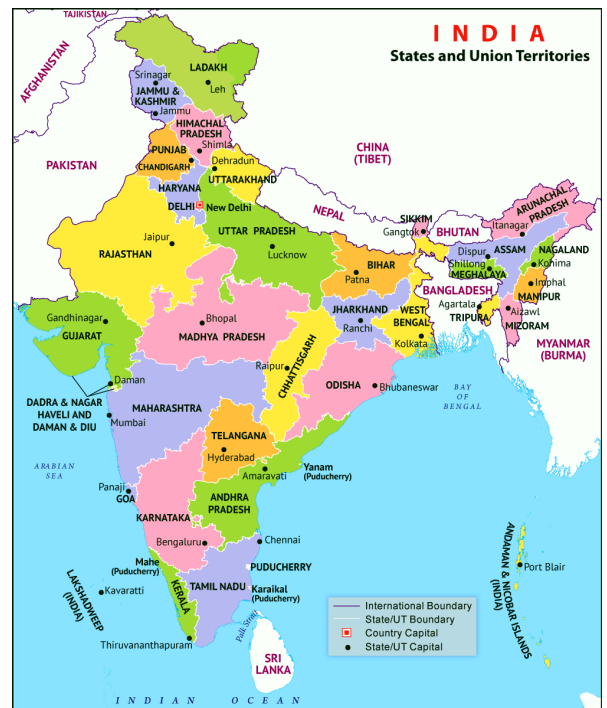 TAJIKISTAN
INDIA
States and Union Territories
AFGHANISTAN
LADAKH
Srinagar
Leh
JAMMU &
KASHMIR
Jammu
HIMACHAL
PRADESH
Shimla
CHINA
(TIBET)
PAKISTAN
PUNJAB
CHANDIGARH
Dehradun
UTTARAKHAND
HARYANA
DELHI
New Delhi
NEPAL
SIKKIM
Gangtok
BHUTAN
ARUNACHAL
PRADESH
Itanagar
Jaipur
RAJASTHAN
UTTAR PRADESH
Lucknow
BIHAR
Patna
Dispur
ASSAM
NAGALAND
Shillong
MEGHALAYA
Kohima
Imphal
MANIPUR
BANGLADESH
Agartala
TRIPURA
Aizawl
MIZORAM
MYANMAR
(BURMA)
Gandhinagar
GUJARAT
Bhopal
MADHYA PRADESH
JHARKHAND
Ranchi
WEST
BENGAL
Kolkata
Raipur
CHHATTISGARH
Daman
DADRA & NAGAR
HAVELI AND
DAMAN & DIU
MAHARASHTRA
Mumbai
ODISHA
Bhubaneswar
BAY
OF
BENGAL
TELANGANA
Hyderabad
ARABIAN
SEA
Amaravati
Yanam
(Puducherry)
Panaji
GOA
ANDHRA
PRADESH
KARNATAKA
Bengaluru
Chennai
Mahe
(Puducherry)
PUDUCHERRY
KERALA
TAMIL NADU
Karaikal
(Puducherry)
LAKSHADWEEP
(INDIA)
Kavaratti
Palk Strait
Thiruvananthapuram
SRI
LANKA
ANDAMAN & NICOBAR ISLANDS
(INDIA)
Port Blair
International Boundary
State/UT Boundary
Country Capital
State/UT Capital
INDIAN OCEAN